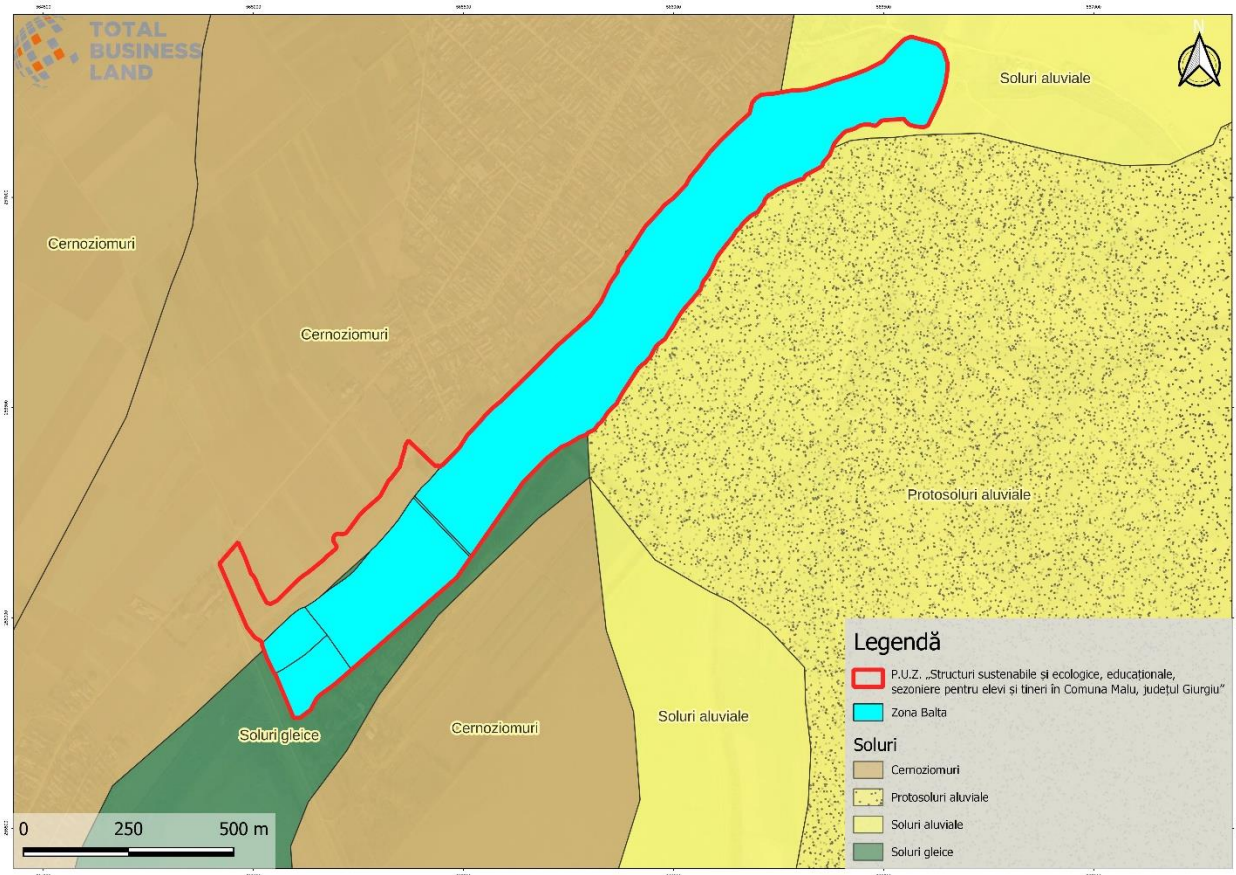 TOTAL
BUSINESS
LAND
N
Soluri aluviale
Cernoziomuri
Cernoziomuri
Protosoluri aluviale
Soluri gleice
Cernoziomuri
Soluri aluviale
Legendă
P.U.Z. „Structuri sustenabile și ecologice, educaționale,
sezoniere pentru elevi și tineri în Comuna Malu, județul Giurgiu”
Zona Balta
Soluri
Cernoziomuri
Protosoluri aluviale
Soluri aluviale
Soluri gleice
0 250 500 m